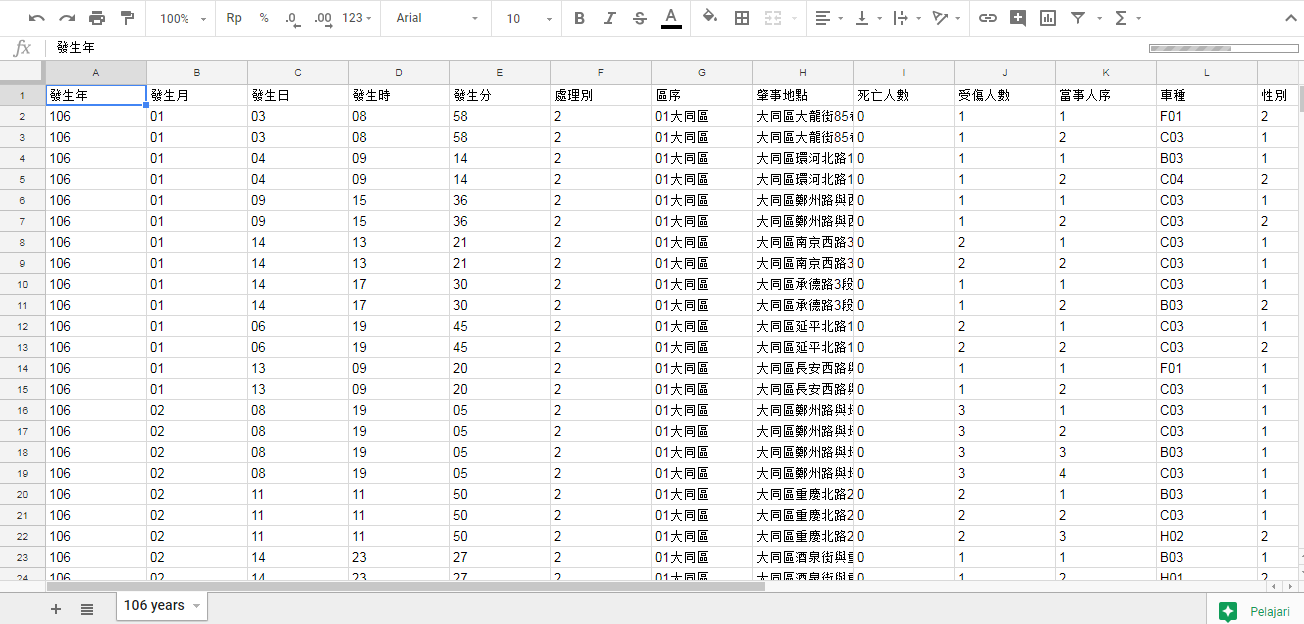 100% Rp % .0 .00 123 Arial 10 B I S A Σ
fx 發生年
A B C D E F G H I J K L
1 發生年 發生月 發生日 發生時 發生分 處理別 區序 肇事地點 死亡人數 受傷人數 當事人序 車種 性別
2 106 01 03 08 58 2 01大同區 大同區大龍街85 0 1 1 F01 2
3 106 01 03 08 58 2 01大同區 大同區大龍街85 0 1 2 C03 1
4 106 01 04 09 14 2 01大同區 大同區環河北路1 0 1 1 B03 1
5 106 01 04 09 14 2 01大同區 大同區環河北路1 0 1 2 C04 2
6 106 01 09 15 36 2 01大同區 大同區鄭州路與西 0 1 1 C03 1
7 106 01 09 15 36 2 01大同區 大同區鄭州路與西 0 1 2 C03 2
8 106 01 14 13 21 2 01大同區 大同區南京西路3 0 2 1 C03 1
9 106 01 14 13 21 2 01大同區 大同區南京西路3 0 2 2 C03 1
10 106 01 14 17 30 2 01大同區 大同區承德路3段 0 1 1 C03 1
11 106 01 14 17 30 2 01大同區 大同區承德路3段 0 1 2 B03 2
12 106 01 06 19 45 2 01大同區 大同區延平北路1 0 2 1 C03 1
13 106 01 06 19 45 2 01大同區 大同區延平北路1 0 2 2 C03 2
14 106 01 13 09 20 2 01大同區 大同區長安西路與 0 1 1 F01 1
15 106 01 13 09 20 2 01大同區 大同區長安西路與 0 1 2 C03 1
16 106 02 08 19 05 2 01大同區 大同區鄭州路與 0 3 1 C03 1
17 106 02 08 19 05 2 01大同區 大同區鄭州路與 0 3 2 C03 1
18 106 02 08 19 05 2 01大同區 大同區鄭州路與 0 3 3 B03 1
19 106 02 08 19 05 2 01大同區 大同區鄭州路與 0 3 4 C03 1
20 106 02 11 11 50 2 01大同區 大同區重慶北路2 0 2 1 B03 1
21 106 02 11 11 50 2 01大同區 大同區重慶北路2 0 2 2 C03 1
22 106 02 11 11 50 2 01大同區 大同區重慶北路2 0 2 3 H02 2
23 106 02 14 23 27 2 01大同區 大同區酒泉街與重 0 1 1 B03 1
24 106 02 14 23 27 2 01大同區 大同區酒泉街與重 0 1 2 H01 2
106 years
Pelajari